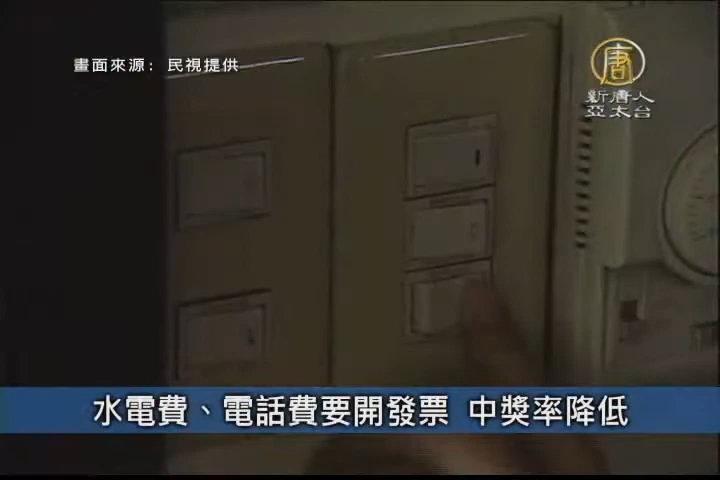 畫面來源：民視提供
唐
新唐人
亞太台
水電費、電話費要開發票 中獎率降低